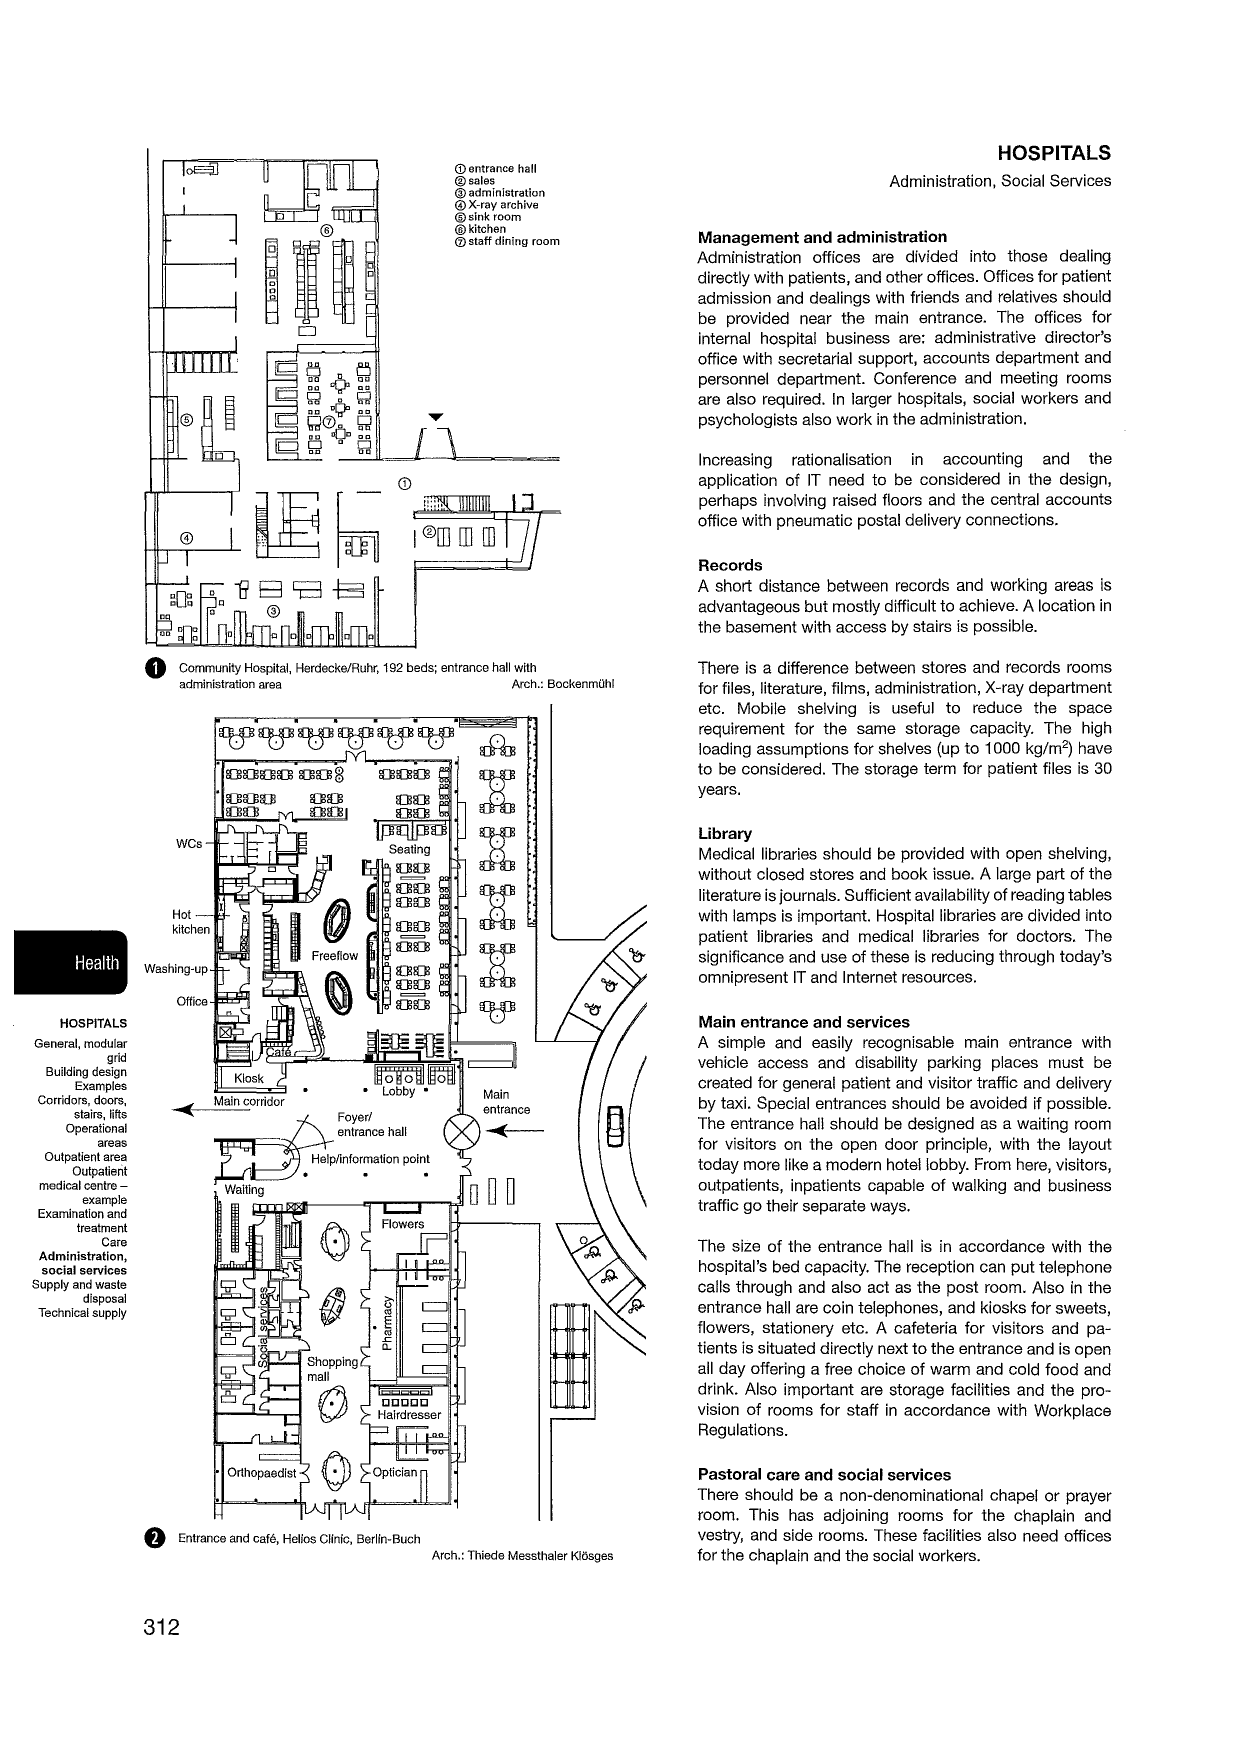 HOSPITALS
Administration, Social Services
① entrance hall
② sales
③ administration
④ X-ray archive
⑤ sink room
⑥ kitchen
⑦ staff dining room
⑥
⑤
⑦
①
④
②
③
1 Community Hospital, Herdecke/Ruhr, 192 beds; entrance hall with
administration area Arch.: Bockenmühl
WCs
Seating
Hot
kitchen
Freeflow
Washing-up
Office
Café
Kiosk
Lobby
Main corridor
Main
entrance
Foyer/
entrance hall
Help/information point
Waiting
Flowers
Social services
Pharmacy
Shopping
mall
Hairdresser
Orthopaedist
Optician
2 Entrance and café, Helios Clinic, Berlin-Buch
Arch.: Thiede Messthaler Klösges
Health
HOSPITALS
General, modular
grid
Building design
Examples
Corridors, doors,
stairs, lifts
Operational
areas
Outpatient area
Outpatient
medical centre –
example
Examination and
treatment
Care
Administration,
social services
Supply and waste
disposal
Technical supply
Management and administration
Administration offices are divided into those dealing
directly with patients, and other offices. Offices for patient
admission and dealings with friends and relatives should
be provided near the main entrance. The offices for
internal hospital business are: administrative director's
office with secretarial support, accounts department and
personnel department. Conference and meeting rooms
are also required. In larger hospitals, social workers and
psychologists also work in the administration.
Increasing rationalisation in accounting and the
application of IT need to be considered in the design,
perhaps involving raised floors and the central accounts
office with pneumatic postal delivery connections.
Records
A short distance between records and working areas is
advantageous but mostly difficult to achieve. A location in
the basement with access by stairs is possible.
There is a difference between stores and records rooms
for files, literature, films, administration, X-ray department
etc. Mobile shelving is useful to reduce the space
requirement for the same storage capacity. The high
loading assumptions for shelves (up to 1000 kg/m²) have
to be considered. The storage term for patient files is 30
years.
Library
Medical libraries should be provided with open shelving,
without closed stores and book issue. A large part of the
literature is journals. Sufficient availability of reading tables
with lamps is important. Hospital libraries are divided into
patient libraries and medical libraries for doctors. The
significance and use of these is reducing through today's
omnipresent IT and Internet resources.
Main entrance and services
A simple and easily recognisable main entrance with
vehicle access and disability parking places must be
created for general patient and visitor traffic and delivery
by taxi. Special entrances should be avoided if possible.
The entrance hall should be designed as a waiting room
for visitors on the open door principle, with the layout
today more like a modern hotel lobby. From here, visitors,
outpatients, inpatients capable of walking and business
traffic go their separate ways.
The size of the entrance hall is in accordance with the
hospital's bed capacity. The reception can put telephone
calls through and also act as the post room. Also in the
entrance hall are coin telephones, and kiosks for sweets,
flowers, stationery etc. A cafeteria for visitors and pa-
tients is situated directly next to the entrance and is open
all day offering a free choice of warm and cold food and
drink. Also important are storage facilities and the pro-
vision of rooms for staff in accordance with Workplace
Regulations.
Pastoral care and social services
There should be a non-denominational chapel or prayer
room. This has adjoining rooms for the chaplain and
vestry, and side rooms. These facilities also need offices
for the chaplain and the social workers.
312